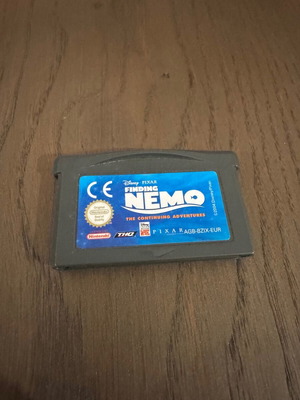 Disney · PIXAR
FINDING
NEMO
THE CONTINUING ADVENTURES
CE
Nintendo
THQ
PIXAR
AGB-BZIX-EUR